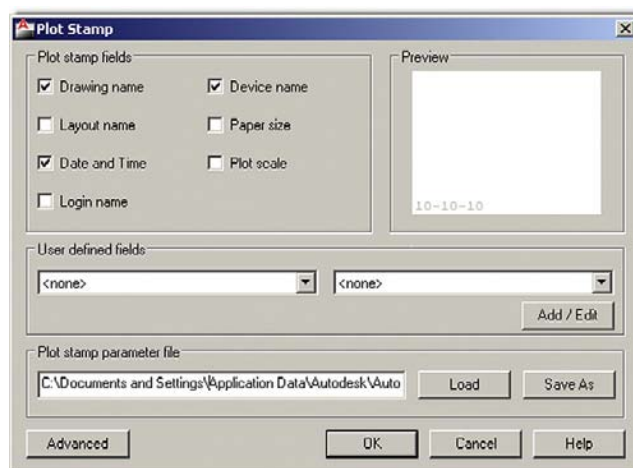 Plot Stamp
Plot stamp fields
Drawing name
Device name
Layout name
Paper size
Date and Time
Plot scale
Login name
Preview
10-10-10
User defined fields
<none>
<none>
Add / Edit
Plot stamp parameter file
C:\Documents and Settings\Application Data\Autodesk\Auto
Load
Save As
Advanced
OK
Cancel
Help